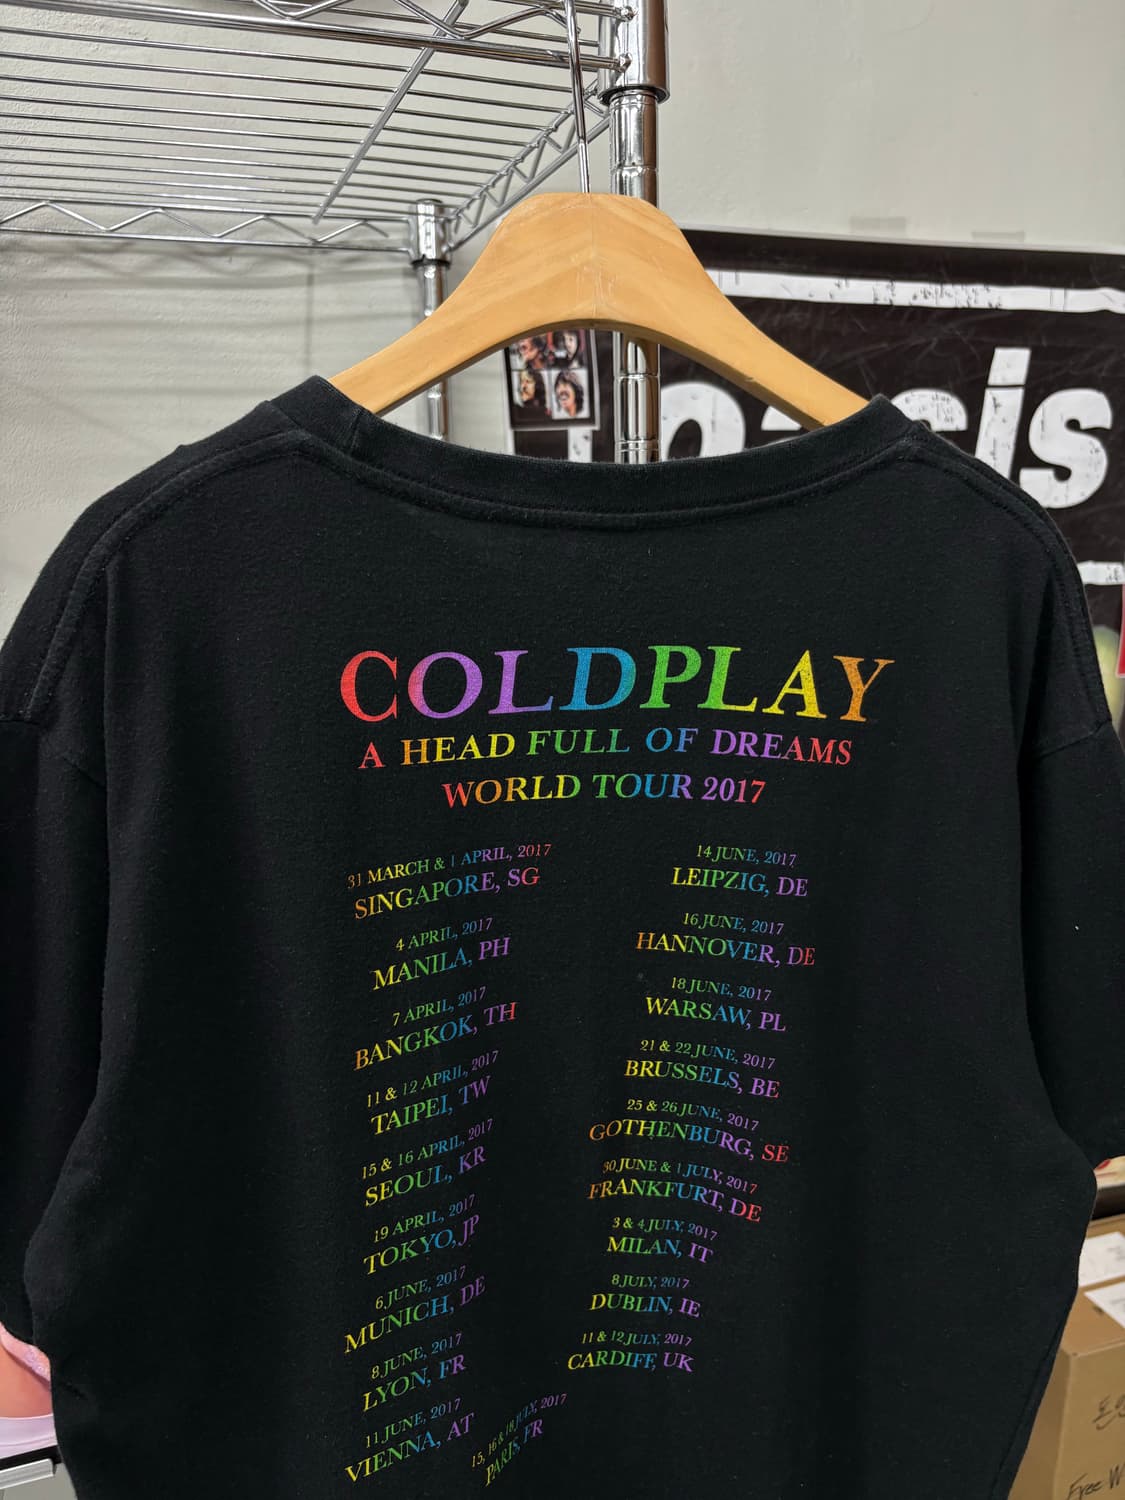 COLDPLAY
A HEAD FULL OF DREAMS
WORLD TOUR 2017
31 MARCH & 1 APRIL, 2017
SINGAPORE, SG
4 APRIL, 2017
MANILA, PH
7 APRIL, 2017
BANGKOK, TH
11 & 12 APRIL, 2017
TAIPEI, TW
15 & 16 APRIL, 2017
SEOUL, KR
19 APRIL, 2017
TOKYO, JP
6 JUNE, 2017
MUNICH, DE
8 JUNE, 2017
LYON, FR
11 JUNE, 2017
VIENNA, AT
14 JUNE, 2017
LEIPZIG, DE
16 JUNE, 2017
HANNOVER, DE
18 JUNE, 2017
WARSAW, PL
21 & 22 JUNE, 2017
BRUSSELS, BE
25 & 26 JUNE, 2017
GOTHENBURG, SE
30 JUNE & 1 JULY, 2017
FRANKFURT, DE
3 & 4 JULY, 2017
MILAN, IT
8 JULY, 2017
DUBLIN, IE
11 & 12 JULY, 2017
CARDIFF, UK
15, 16 & 18 JULY, 2017
PARIS, FR
oasis
Free W